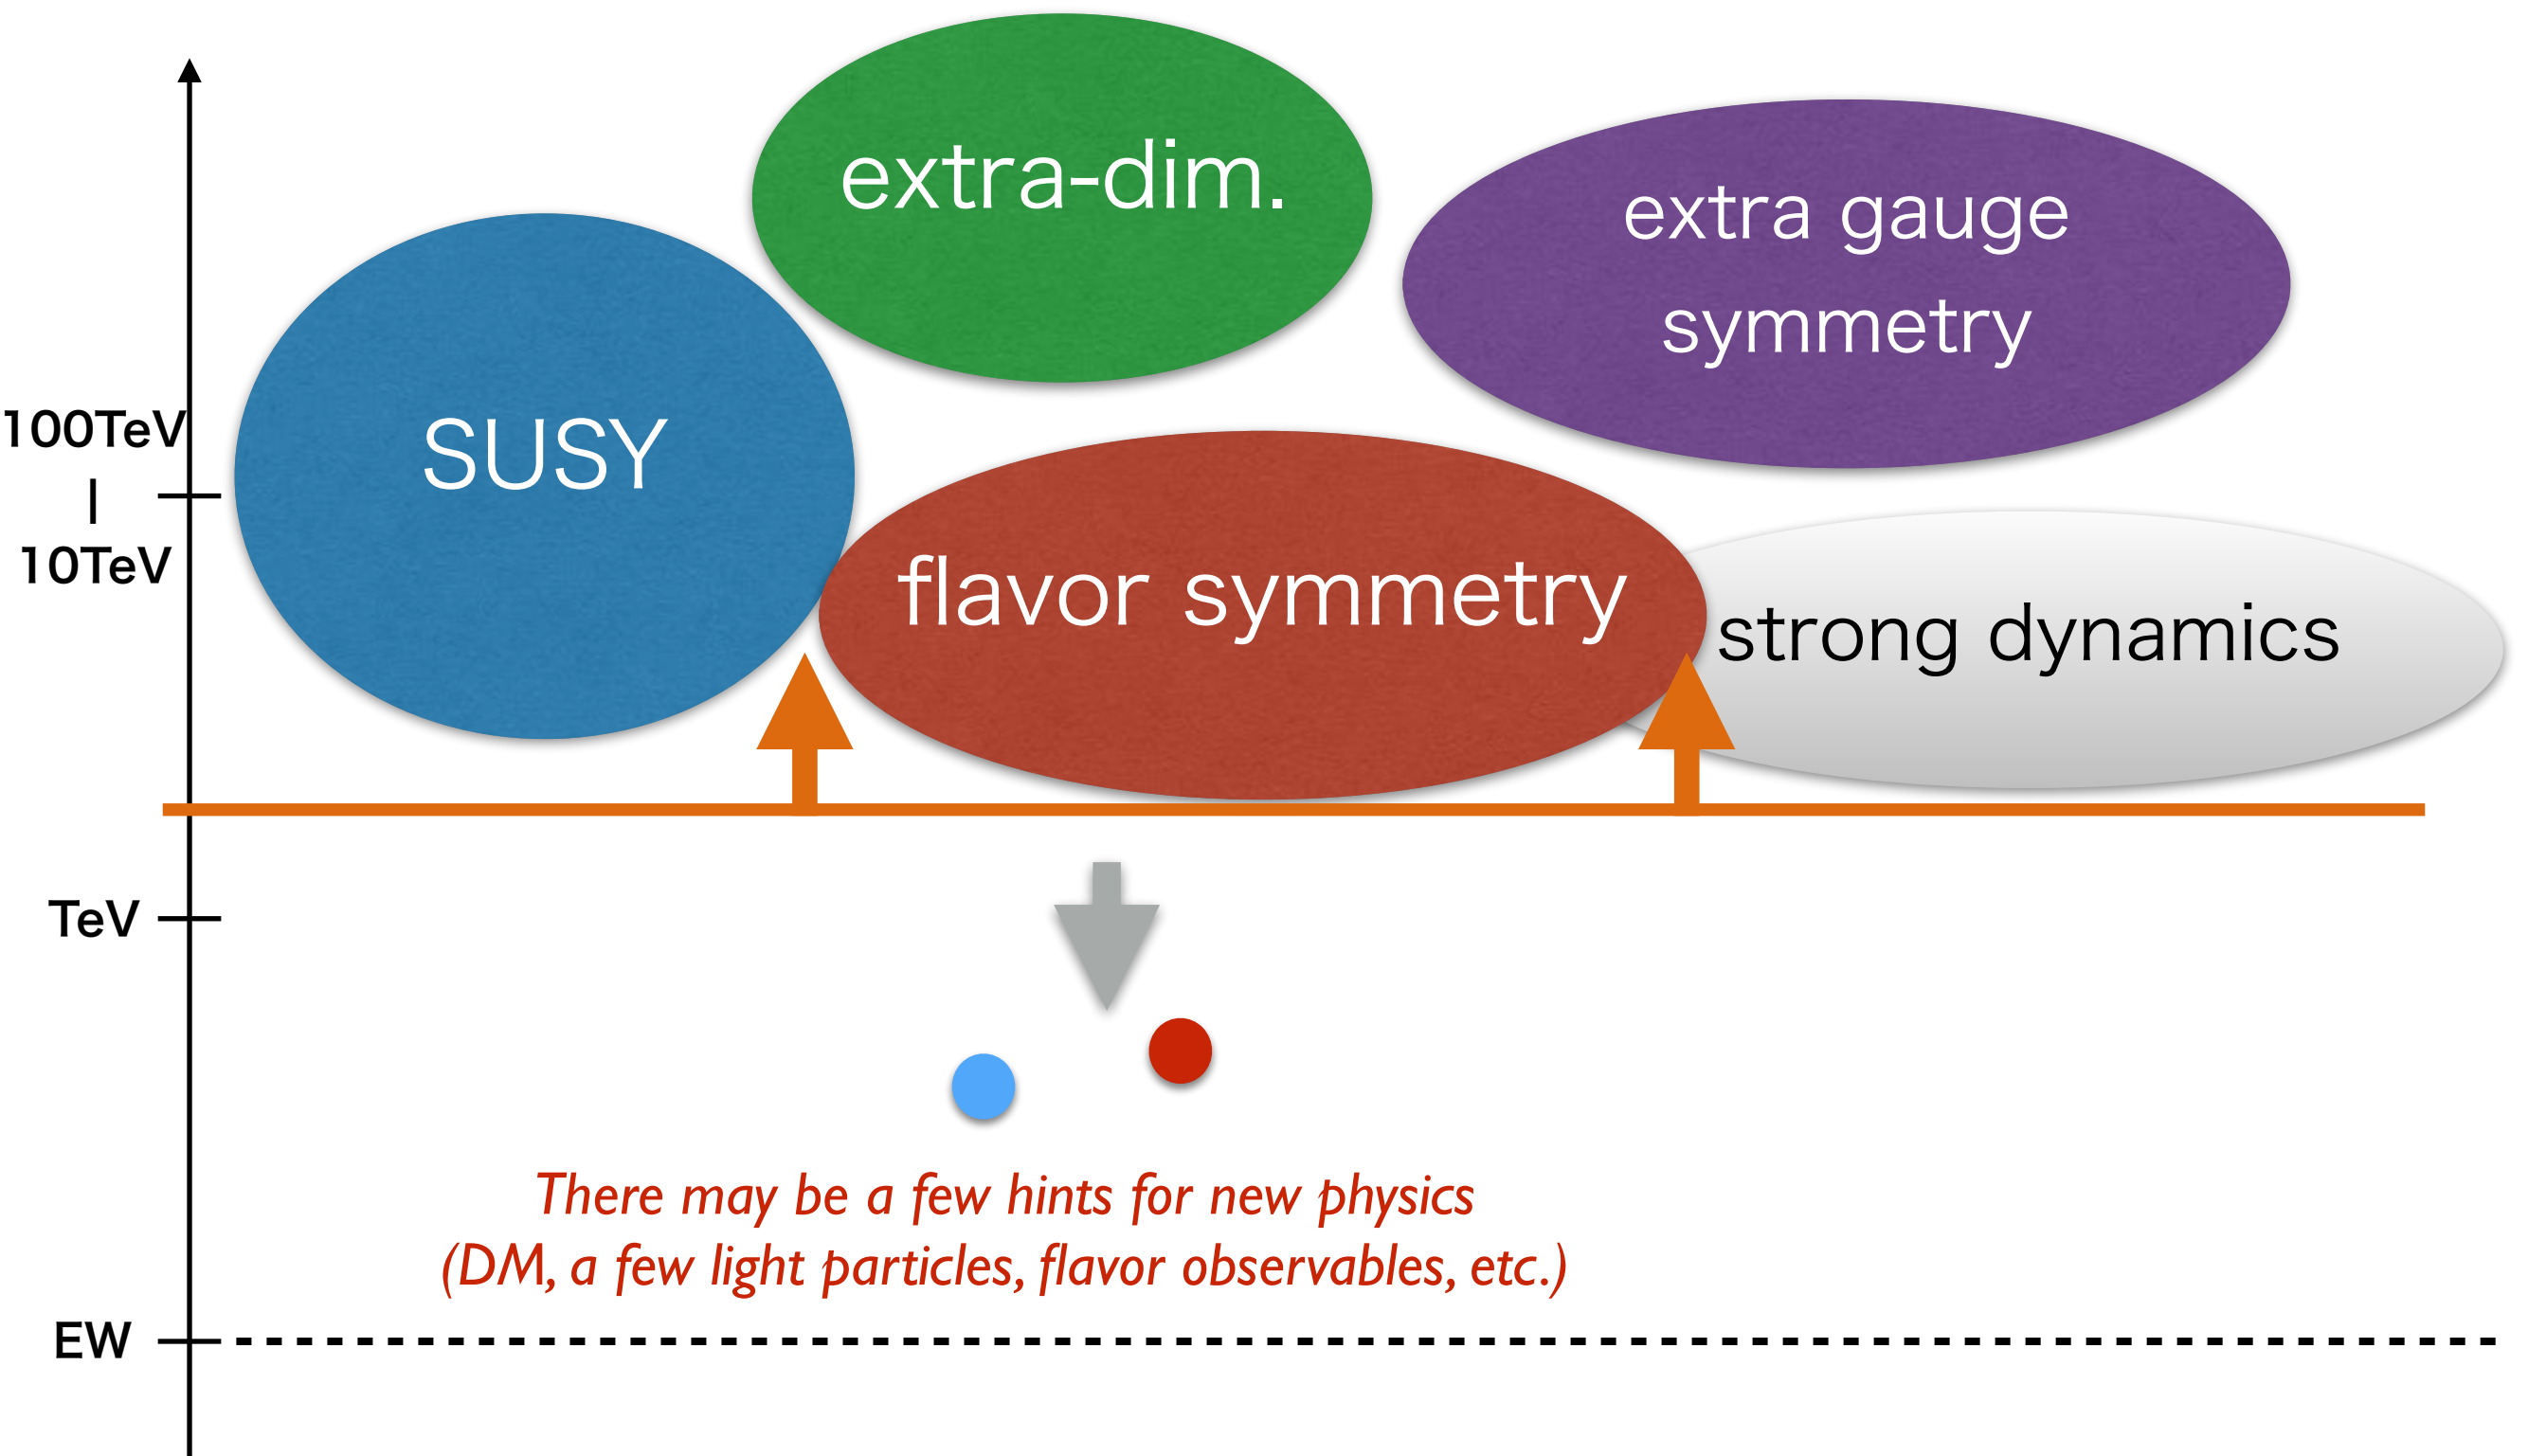 extra-dim.
extra gauge
symmetry
SUSY
100TeV
|
10TeV
flavor symmetry
strong dynamics
TeV
There may be a few hints for new physics
(DM, a few light particles, flavor observables, etc.)
EW